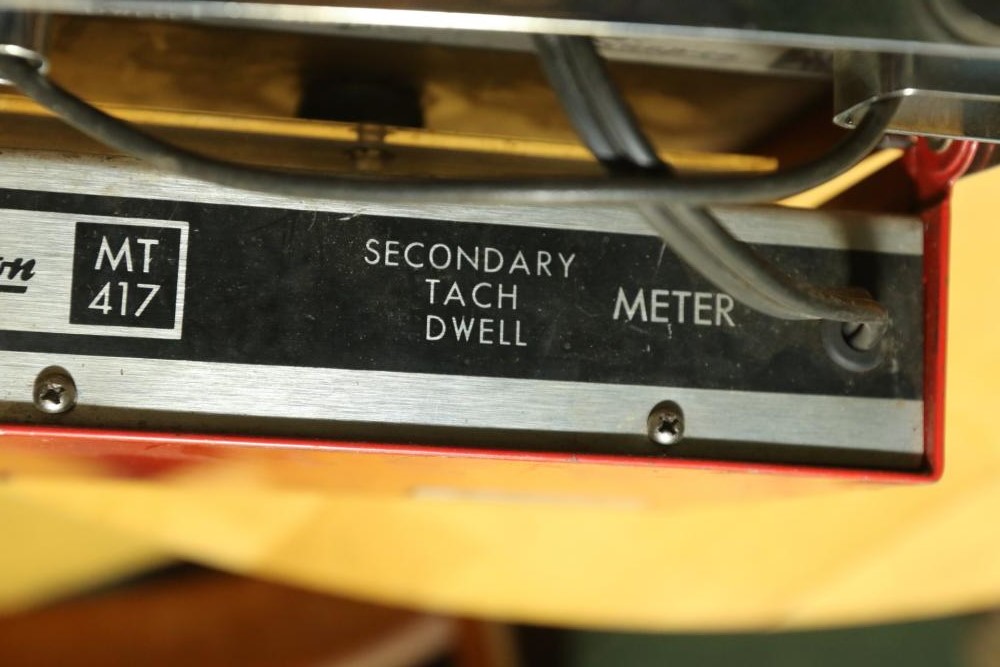 MT
417
SECONDARY
TACH
DWELL
METER